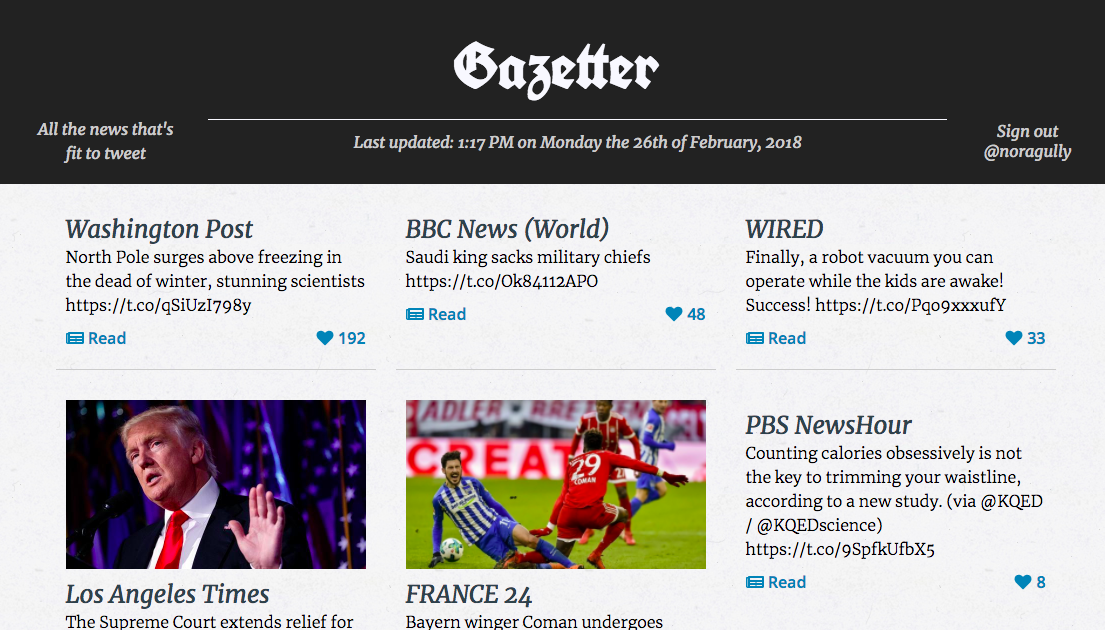 Gazetter
All the news that's
fit to tweet
Last updated: 1:17 PM on Monday the 26th of February, 2018
Sign out
@noragully
Washington Post
North Pole surges above freezing in
the dead of winter, stunning scientists
https://t.co/qSiUzI798y
Read 192
BBC News (World)
Saudi king sacks military chiefs
https://t.co/Ok84112APO
Read 48
WIRED
Finally, a robot vacuum you can
operate while the kids are awake!
Success! https://t.co/Pqo9xxxufY
Read 33
Los Angeles Times
The Supreme Court extends relief for
CREAT
29
COMAN
FRANCE 24
Bayern winger Coman undergoes
PBS NewsHour
Counting calories obsessively is not
the key to trimming your waistline,
according to a new study. (via @KQED
/ @KQEDscience)
https://t.co/9SpfkUfbX5
Read 8